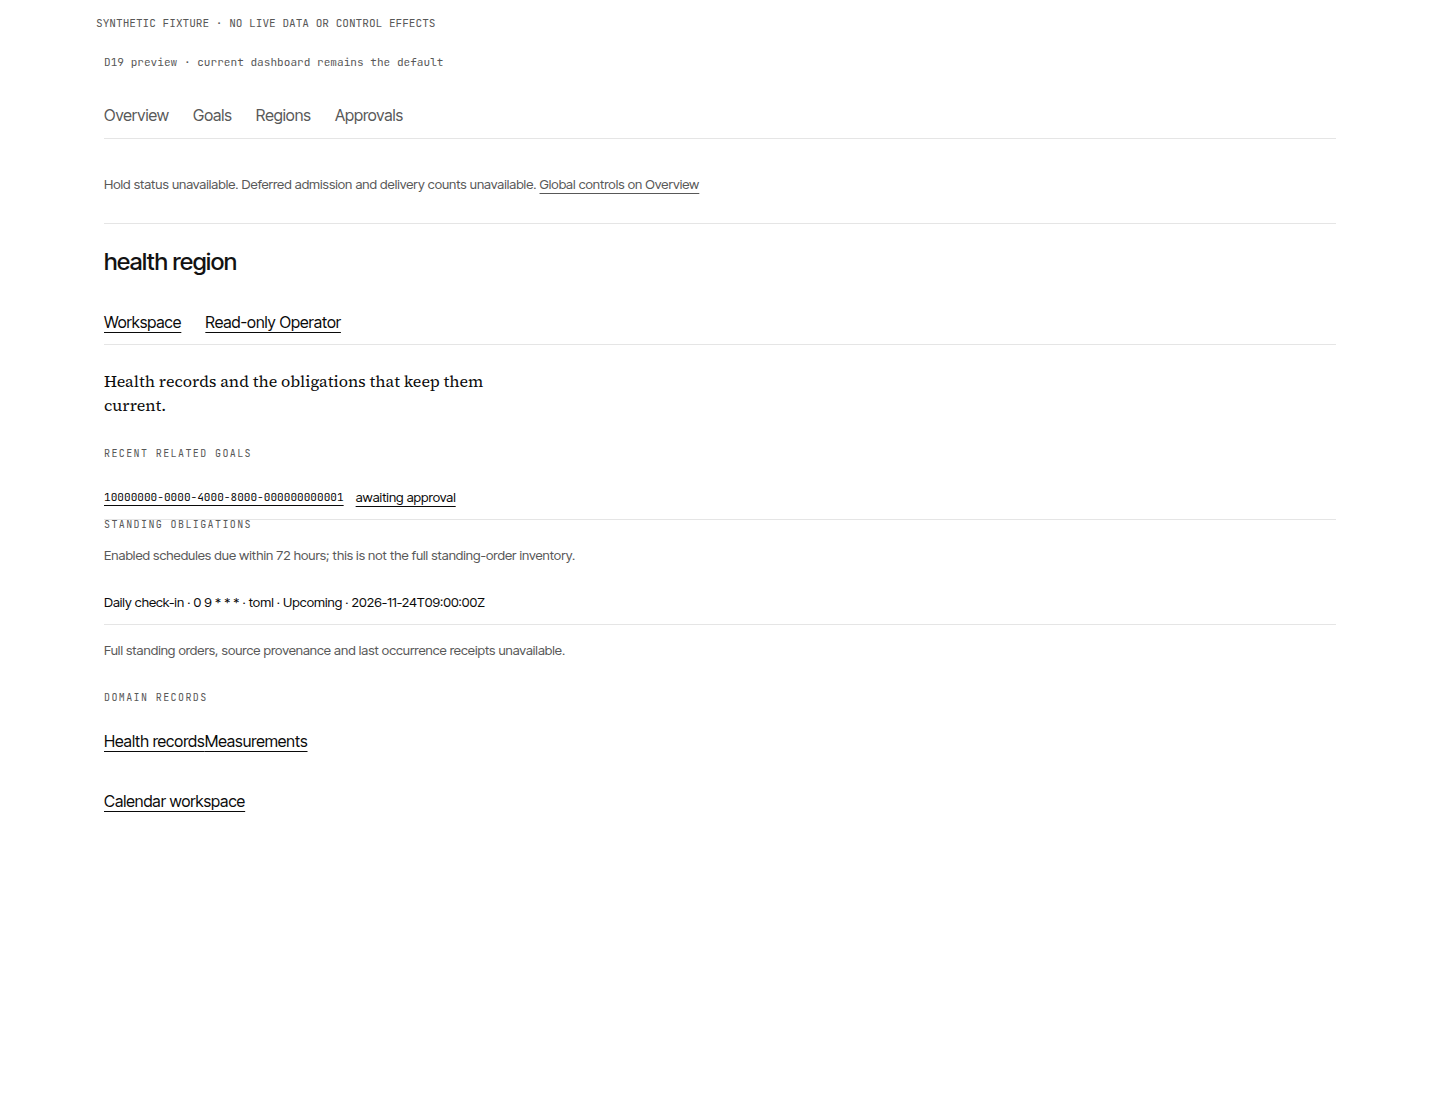 SYNTHETIC FIXTURE · NO LIVE DATA OR CONTROL EFFECTS
D19 preview · current dashboard remains the default
Overview Goals Regions Approvals
Hold status unavailable. Deferred admission and delivery counts unavailable. Global controls on Overview
health region
Workspace Read-only Operator
Health records and the obligations that keep them
current.
RECENT RELATED GOALS
10000000-0000-4000-8000-000000000001 awaiting approval
STANDING OBLIGATIONS
Enabled schedules due within 72 hours; this is not the full standing-order inventory.
Daily check-in · 0 9 * * * · toml · Upcoming · 2026-11-24T09:00:00Z
Full standing orders, source provenance and last occurrence receipts unavailable.
DOMAIN RECORDS
Health recordsMeasurements
Calendar workspace